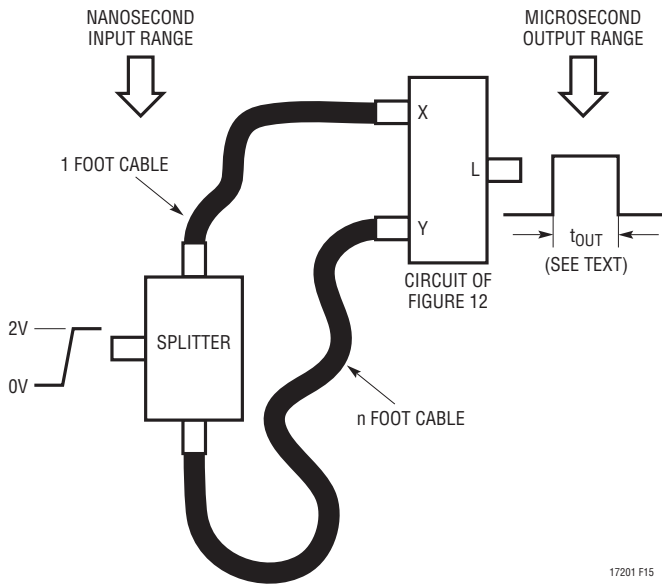 NANOSECOND
INPUT RANGE
MICROSECOND
OUTPUT RANGE
1 FOOT CABLE
X
L
Y
tOUT
(SEE TEXT)
CIRCUIT OF
FIGURE 12
2V
0V
SPLITTER
n FOOT CABLE
17201 F15